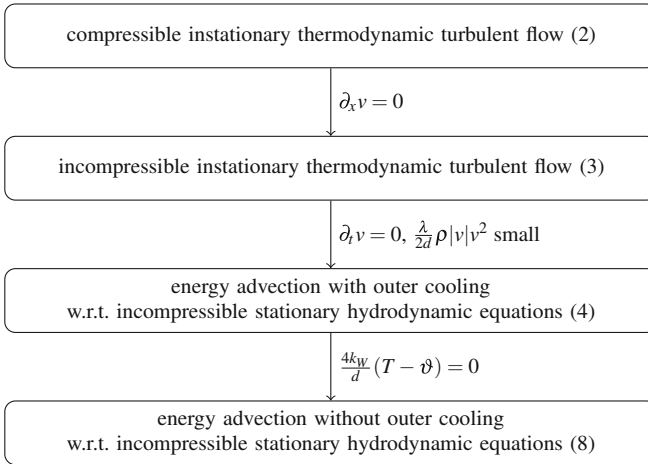 compressible instationary thermodynamic turbulent flow (2)
∂ₓv = 0
incompressible instationary thermodynamic turbulent flow (3)
∂ₜv = 0, λ/2d ρ|v|v² small
energy advection with outer cooling
w.r.t. incompressible stationary hydrodynamic equations (4)
4k_W/d (T − ϑ) = 0
energy advection without outer cooling
w.r.t. incompressible stationary hydrodynamic equations (8)